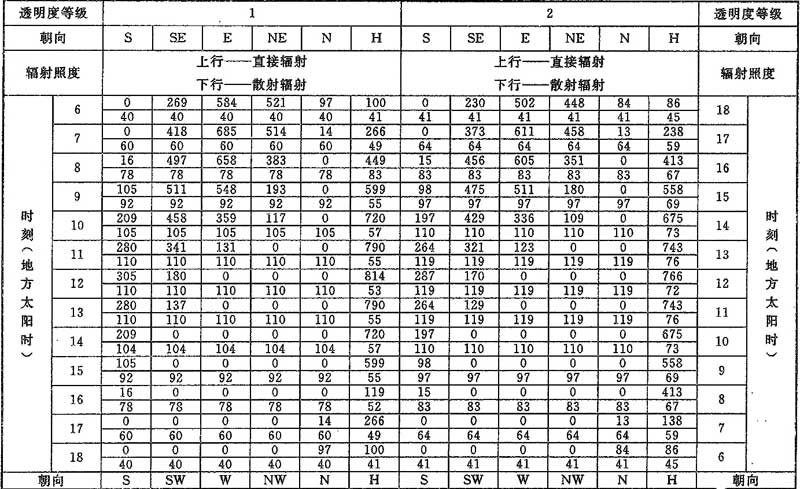 透明度等级 1 2 透明度等级
朝向 S SE E NE N H S SE E NE N H 朝向
辐射照度 上行——直接辐射 上行——直接辐射 辐射照度
下行——散射辐射 下行——散射辐射
时刻(地方太阳时)
6 0 269 584 521 97 100 0 230 502 448 84 86 18
40 40 40 40 40 41 41 41 41 41 41 45
7 0 418 685 514 14 266 0 373 611 458 13 238 17
60 60 60 60 60 49 64 64 64 64 64 59
8 16 497 658 383 0 449 15 456 605 351 0 413 16
78 78 78 78 78 83 83 83 83 83 83 67
9 105 511 548 193 0 599 98 475 511 180 0 558 15
92 92 92 92 92 55 97 97 97 97 97 69
10 209 458 359 117 0 720 197 429 336 109 0 675 14
105 105 105 105 105 57 110 110 110 110 110 73
11 280 341 131 0 0 790 264 321 123 0 0 743 13
110 110 110 110 110 55 119 119 119 119 119 76
12 305 180 0 0 0 814 287 170 0 0 0 766 12
110 110 110 110 110 53 119 119 119 119 119 72
13 280 137 0 0 0 790 264 129 0 0 0 743 11
110 110 110 110 110 55 119 119 119 119 119 76
14 209 0 0 0 0 720 197 0 0 0 0 675 10
104 104 104 104 104 57 110 110 110 110 110 73
15 105 0 0 0 0 599 98 0 0 0 0 558 9
92 92 92 92 92 55 97 97 97 97 97 69
16 16 0 0 0 0 119 15 0 0 0 0 413 8
78 78 78 78 78 52 83 83 83 83 83 67
17 0 0 0 0 14 266 0 0 0 0 13 138 7
60 60 60 60 60 49 64 64 64 64 64 59
18 0 0 0 0 97 100 0 0 0 0 84 86 6
40 40 40 40 40 41 41 41 41 41 41 45
时刻(地方太阳时)
朝向 S SW W NW N H S SW W NW N H 朝向